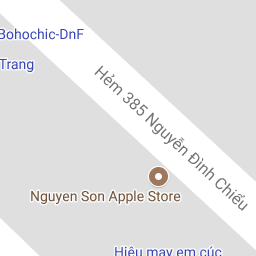 Bohochic-DnF
Trang
Hẻm 385 Nguyễn Đình Chiểu
Nguyen Son Apple Store
Hiệu may em cúc